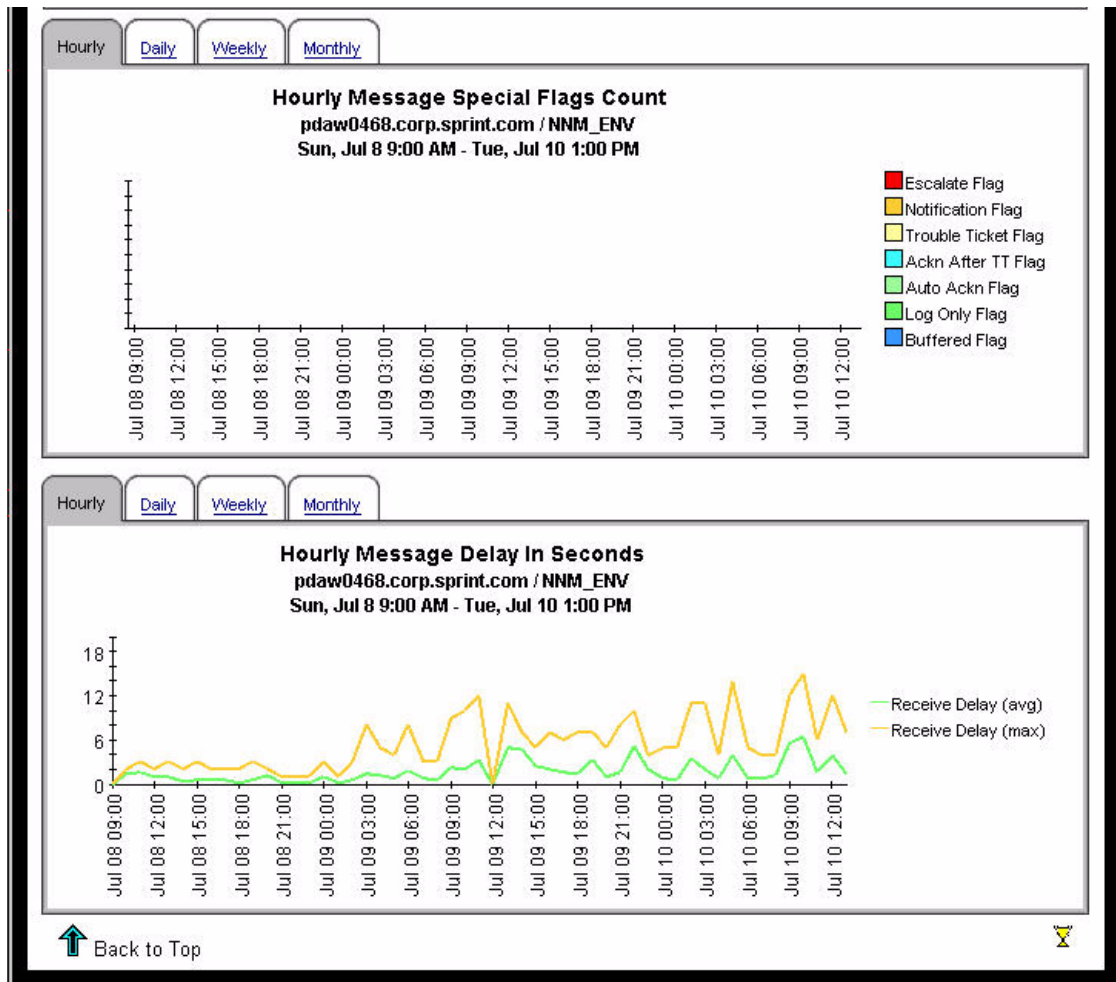 Hourly Daily Weekly Monthly
Hourly Message Special Flags Count
pdaw0468.corp.sprint.com / NNM_ENV
Sun, Jul 8 9:00 AM - Tue, Jul 10 1:00 PM
Escalate Flag
Notification Flag
Trouble Ticket Flag
Ackn After TT Flag
Auto Ackn Flag
Log Only Flag
Buffered Flag
Jul 08 09:00
Jul 08 12:00
Jul 08 15:00
Jul 08 18:00
Jul 08 21:00
Jul 09 00:00
Jul 09 03:00
Jul 09 06:00
Jul 09 09:00
Jul 09 12:00
Jul 09 15:00
Jul 09 18:00
Jul 09 21:00
Jul 10 00:00
Jul 10 03:00
Jul 10 06:00
Jul 10 09:00
Jul 10 12:00
Hourly Daily Weekly Monthly
Hourly Message Delay In Seconds
pdaw0468.corp.sprint.com / NNM_ENV
Sun, Jul 8 9:00 AM - Tue, Jul 10 1:00 PM
18
12
6
0
Receive Delay (avg)
Receive Delay (max)
Jul 08 09:00
Jul 08 12:00
Jul 08 15:00
Jul 08 18:00
Jul 08 21:00
Jul 09 00:00
Jul 09 03:00
Jul 09 06:00
Jul 09 09:00
Jul 09 12:00
Jul 09 15:00
Jul 09 18:00
Jul 09 21:00
Jul 10 00:00
Jul 10 03:00
Jul 10 06:00
Jul 10 09:00
Jul 10 12:00
Back to Top